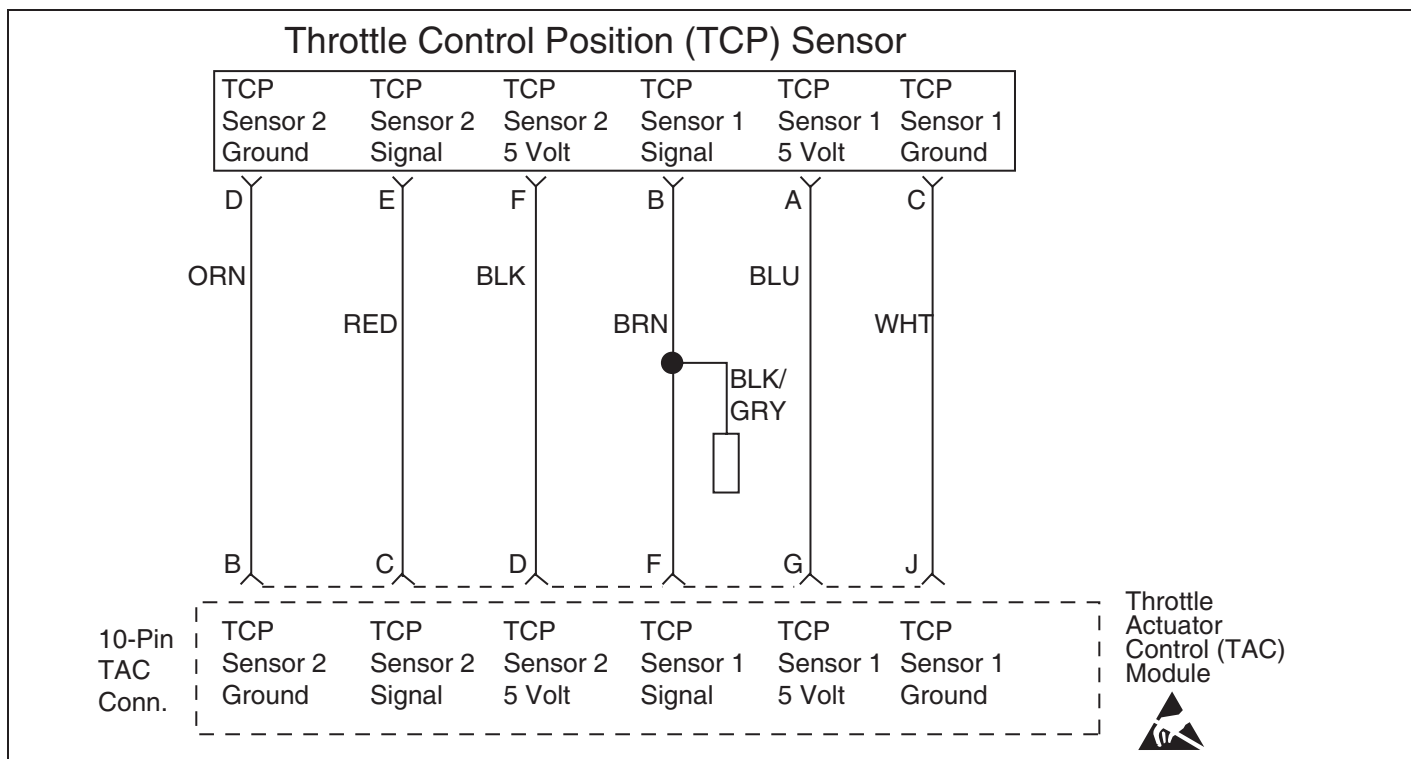 Throttle Control Position (TCP) Sensor
TCP TCP TCP TCP TCP TCP
Sensor 2 Sensor 2 Sensor 2 Sensor 1 Sensor 1 Sensor 1
Ground Signal 5 Volt Signal 5 Volt Ground
D E F B A C
ORN BLK BLU
RED BRN WHT
BLK/
GRY
B C D F G J
10-Pin
TAC
Conn.
TCP TCP TCP TCP TCP TCP
Sensor 2 Sensor 2 Sensor 2 Sensor 1 Sensor 1 Sensor 1
Ground Signal 5 Volt Signal 5 Volt Ground
Throttle
Actuator
Control (TAC)
Module